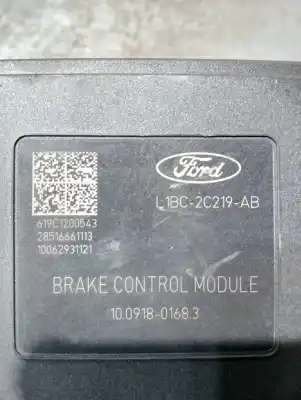 Ford
L1BC-2C219-AB
619C1200543
28516661113
10062931121
BRAKE CONTROL MODULE
10.0918-0168.3